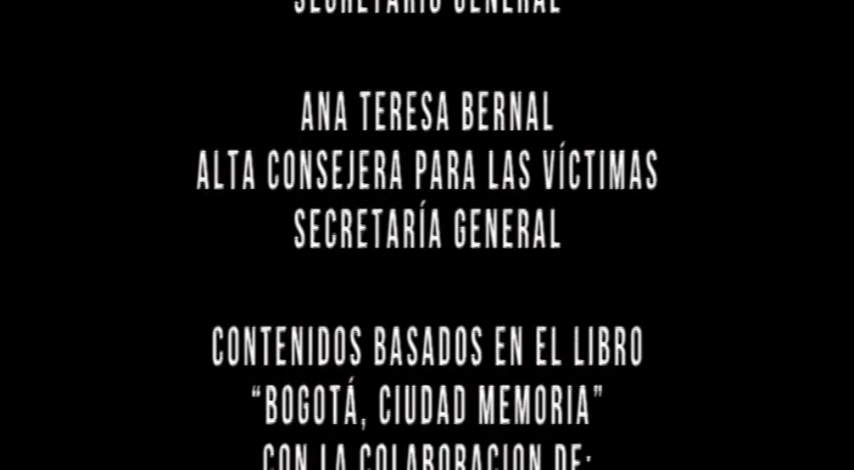 SECRETARIO GENERAL
ANA TERESA BERNAL
ALTA CONSEJERA PARA LAS VÍCTIMAS
SECRETARÍA GENERAL
CONTENIDOS BASADOS EN EL LIBRO
“BOGOTÁ, CIUDAD MEMORIA”
CON LA COLABORACION DE: